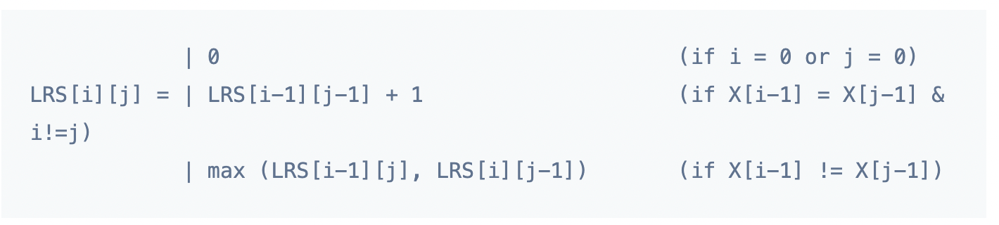 | 0 (if i = 0 or j = 0)
LRS[i][j] = | LRS[i-1][j-1] + 1 (if X[i-1] = X[j-1] &
i!=j)
| max (LRS[i-1][j], LRS[i][j-1]) (if X[i-1] != X[j-1])